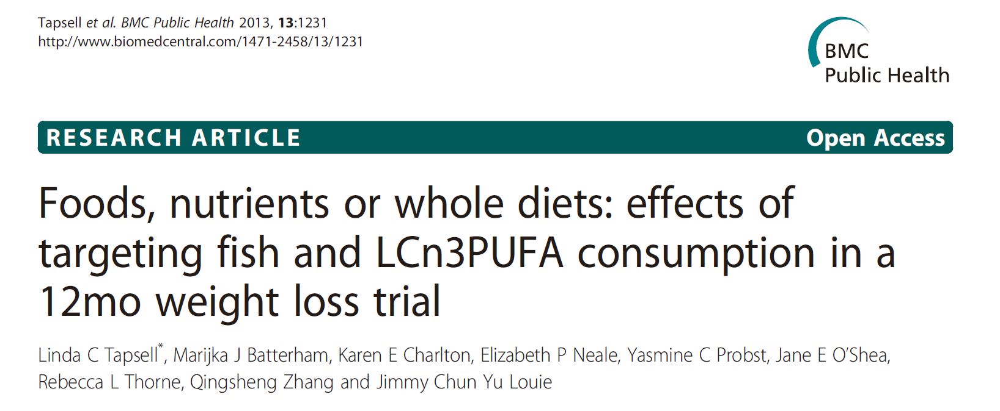 Tapsell et al. BMC Public Health 2013, 13:1231
http://www.biomedcentral.com/1471-2458/13/1231
BMC
Public Health
RESEARCH ARTICLE
Open Access
Foods, nutrients or whole diets: effects of
targeting fish and LCn3PUFA consumption in a
12mo weight loss trial
Linda C Tapsell*, Marijka J Batterham, Karen E Charlton, Elizabeth P Neale, Yasmine C Probst, Jane E O’Shea,
Rebecca L Thorne, Qingsheng Zhang and Jimmy Chun Yu Louie